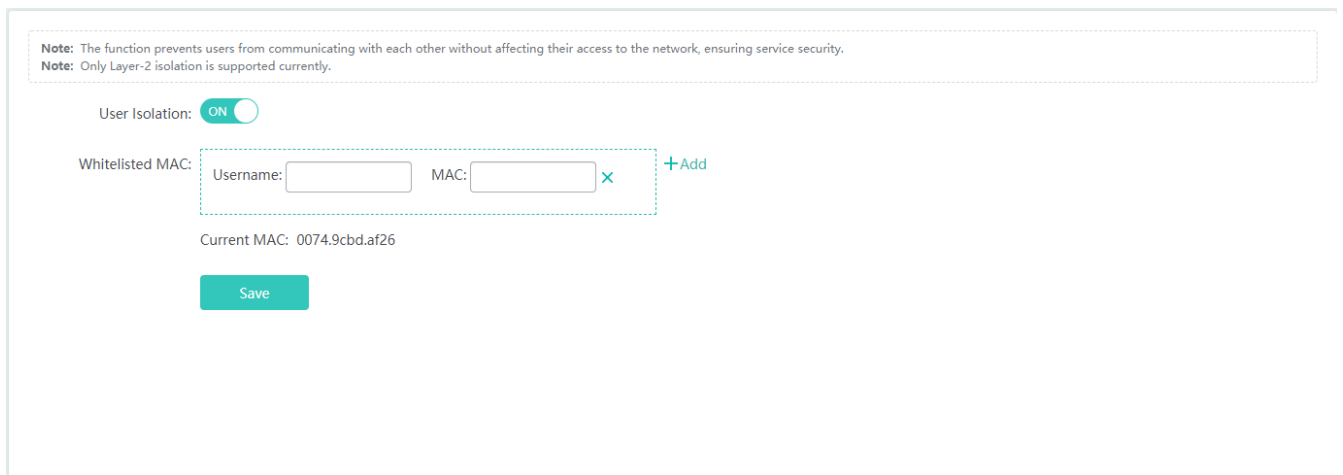 Note: The function prevents users from communicating with each other without affecting their access to the network, ensuring service security.
Note: Only Layer-2 isolation is supported currently.
User Isolation: ON
Whitelisted MAC: Username: MAC: × +Add
Current MAC: 0074.9cbd.af26
Save